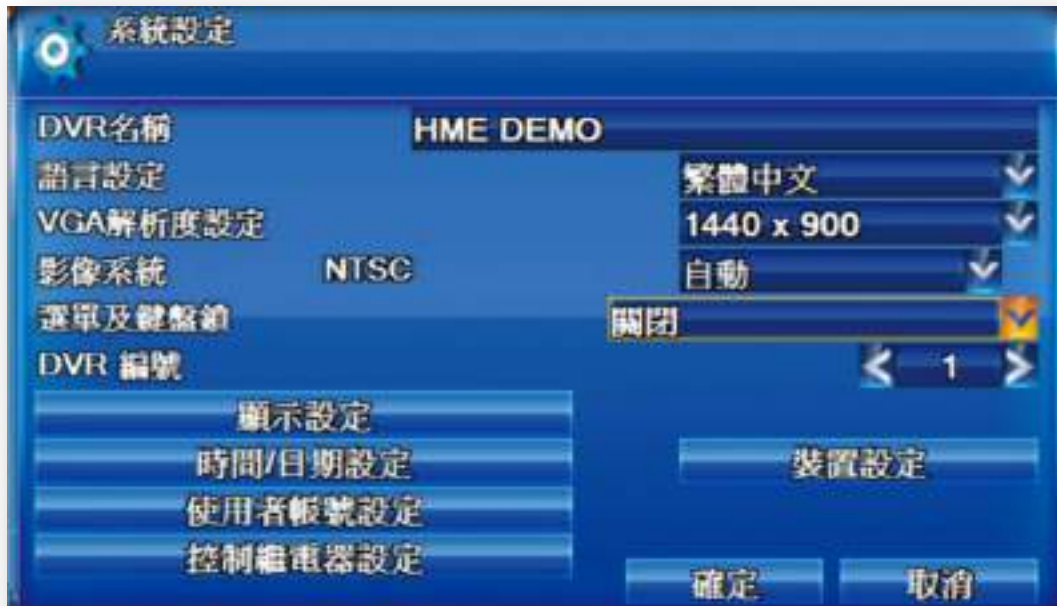 系統設定
DVR名稱 HME DEMO
語言設定 繁體中文
VGA解析度設定 1440 x 900
影像系統 NTSC 自動
選單及鍵盤鎖 關閉
DVR 編號 < 1 >
顯示設定
時間/日期設定 裝置設定
使用者帳號設定
控制繼電器設定
確定 取消